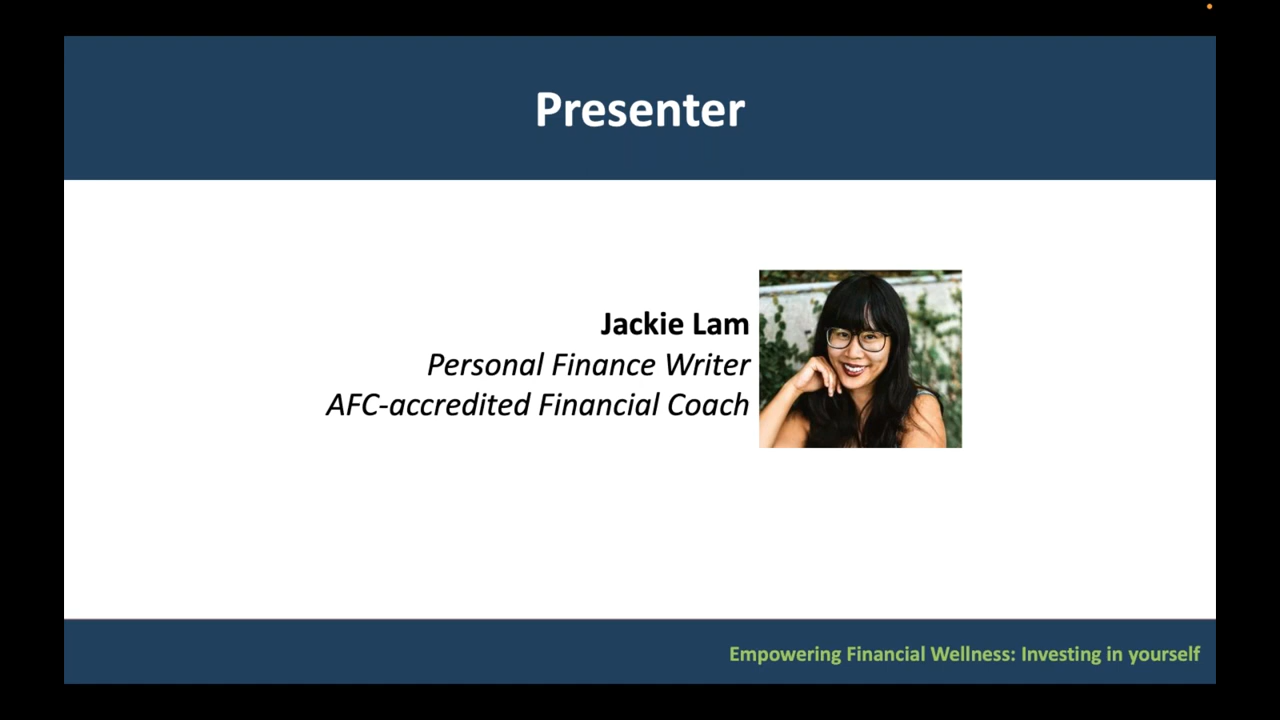 Presenter
Jackie Lam
Personal Finance Writer
AFC-accredited Financial Coach
Empowering Financial Wellness: Investing in yourself